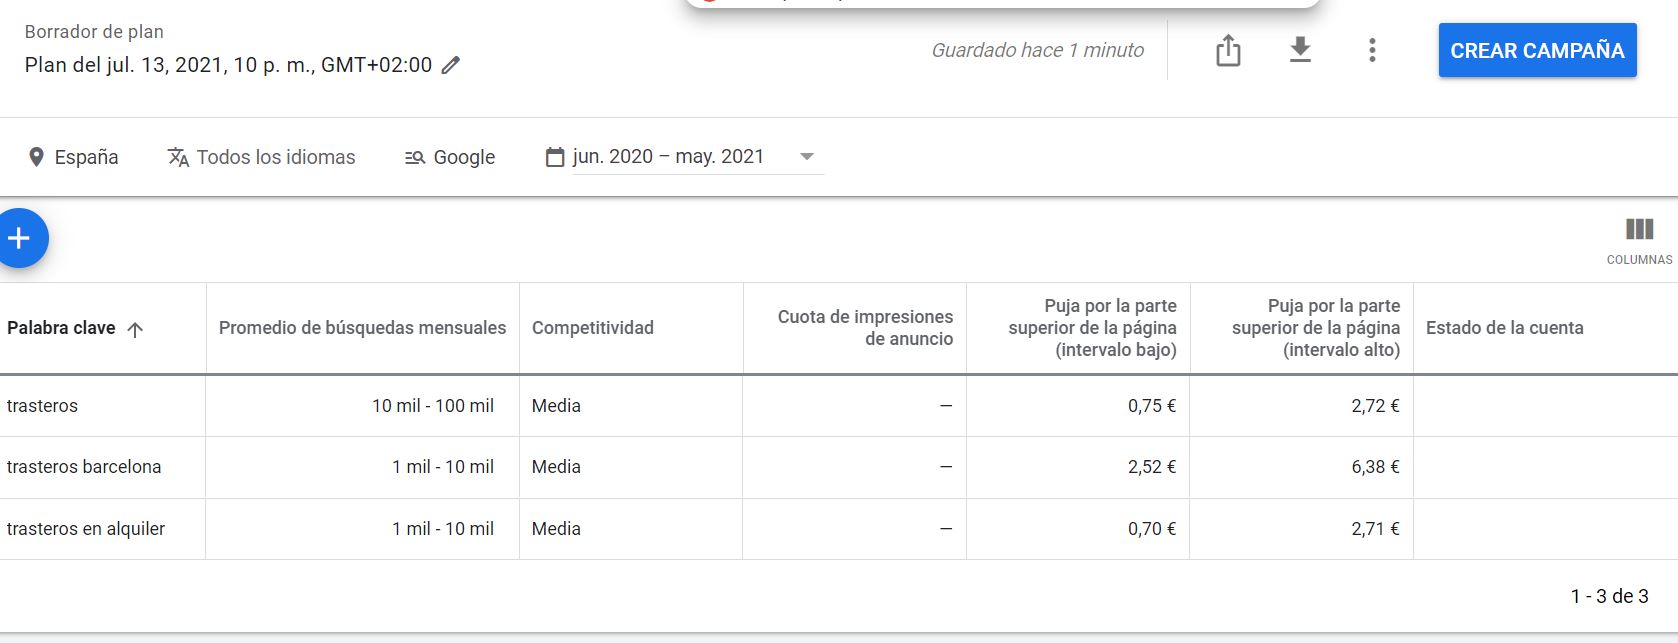 Borrador de plan
Plan del jul. 13, 2021, 10 p. m., GMT+02:00
Guardado hace 1 minuto
CREAR CAMPAÑA
España
Todos los idiomas
Google
jun. 2020 – may. 2021
COLUMNAS
Palabra clave
Promedio de búsquedas mensuales
Competitividad
Cuota de impresiones
de anuncio
Puja por la parte
superior de la página
(intervalo bajo)
Puja por la parte
superior de la página
(intervalo alto)
Estado de la cuenta
trasteros 10 mil - 100 mil Media — 0,75 € 2,72 €
trasteros barcelona 1 mil - 10 mil Media — 2,52 € 6,38 €
trasteros en alquiler 1 mil - 10 mil Media — 0,70 € 2,71 €
1 - 3 de 3